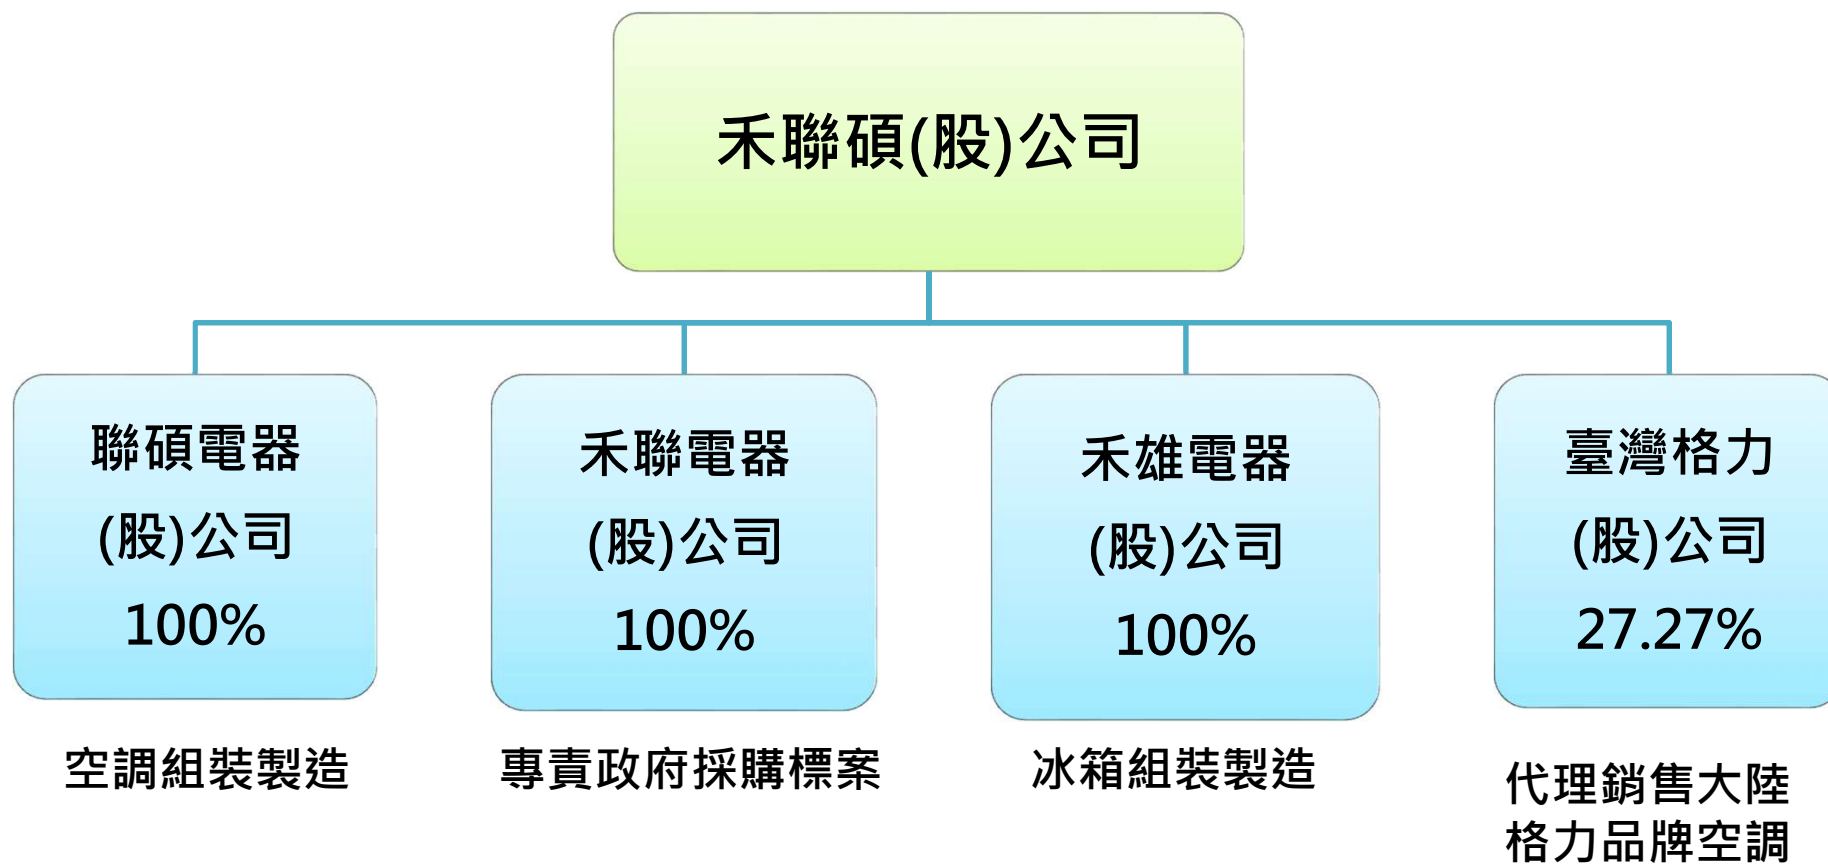 禾聯碩(股)公司
聯碩電器
(股)公司
100%
禾聯電器
(股)公司
100%
禾雄電器
(股)公司
100%
臺灣格力
(股)公司
27.27%
空調組裝製造
專責政府採購標案
冰箱組裝製造
代理銷售大陸
格力品牌空調